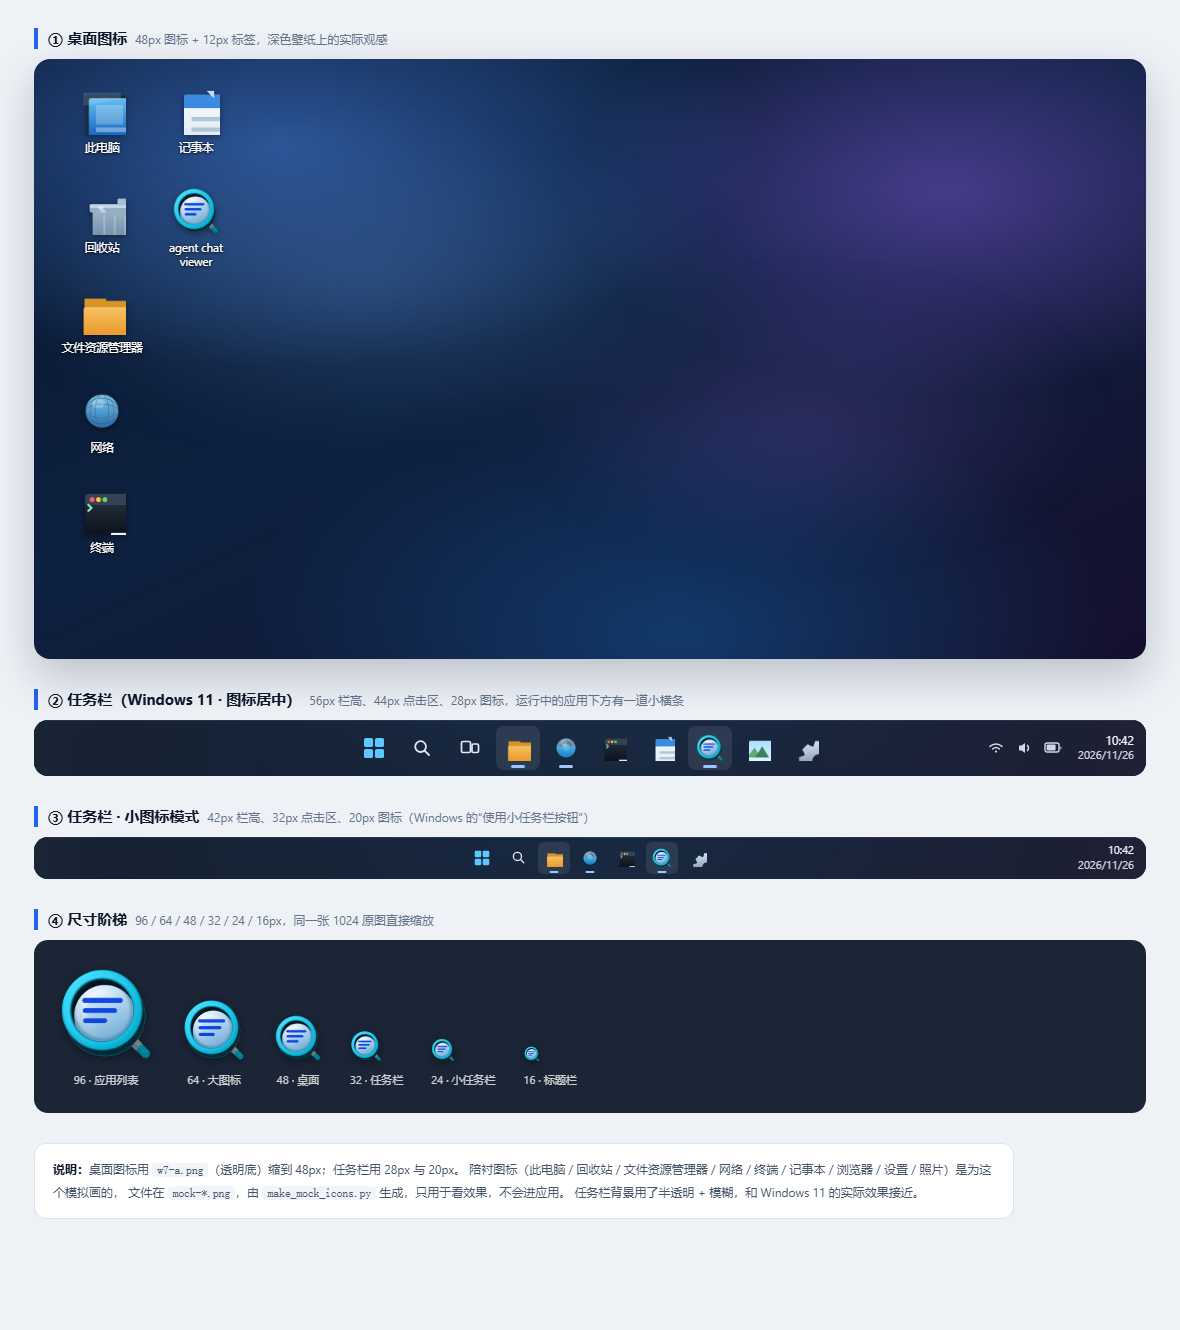 ① 桌面图标 48px 图标 + 12px 标签，深色壁纸上的实际观感
此电脑 记事本
回收站 agent chat
viewer
文件资源管理器
网络
终端
② 任务栏（Windows 11 · 图标居中） 56px 栏高、44px 点击区、28px 图标，运行中的应用下方有一道小横条
10:42
2026/11/26
③ 任务栏 · 小图标模式 42px 栏高、32px 点击区、20px 图标（Windows 的"使用小任务栏按钮"）
10:42
2026/11/26
④ 尺寸阶梯 96 / 64 / 48 / 32 / 24 / 16px，同一张 1024 原图直接缩放
96 · 应用列表 64 · 大图标 48 · 桌面 32 · 任务栏 24 · 小任务栏 16 · 标题栏
说明：桌面图标用 w7-a.png（透明底）缩到 48px；任务栏用 28px 与 20px。 陪衬图标（此电脑 / 回收站 / 文件资源管理器 / 网络 / 终端 / 记事本 / 浏览器 / 设置 / 照片）是为这
个模拟画的， 文件在 mock-*.png，由 make_mock_icons.py 生成，只用于看效果，不会进应用。 任务栏背景用了半透明 + 模糊，和 Windows 11 的实际效果接近。